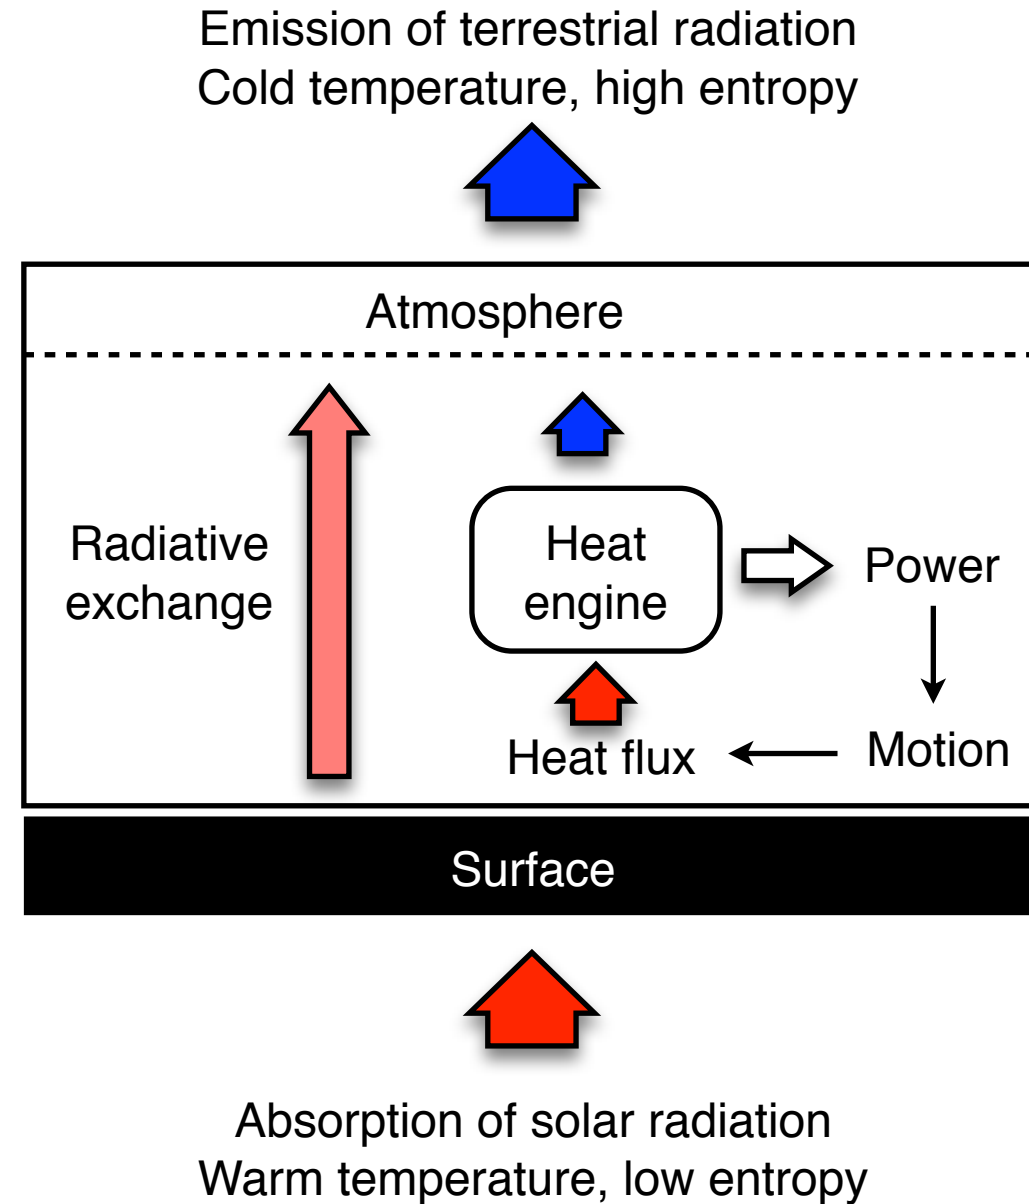 Emission of terrestrial radiation
Cold temperature, high entropy
Atmosphere
Radiative
exchange
Heat
engine
Power
Heat flux
Motion
Surface
Absorption of solar radiation
Warm temperature, low entropy